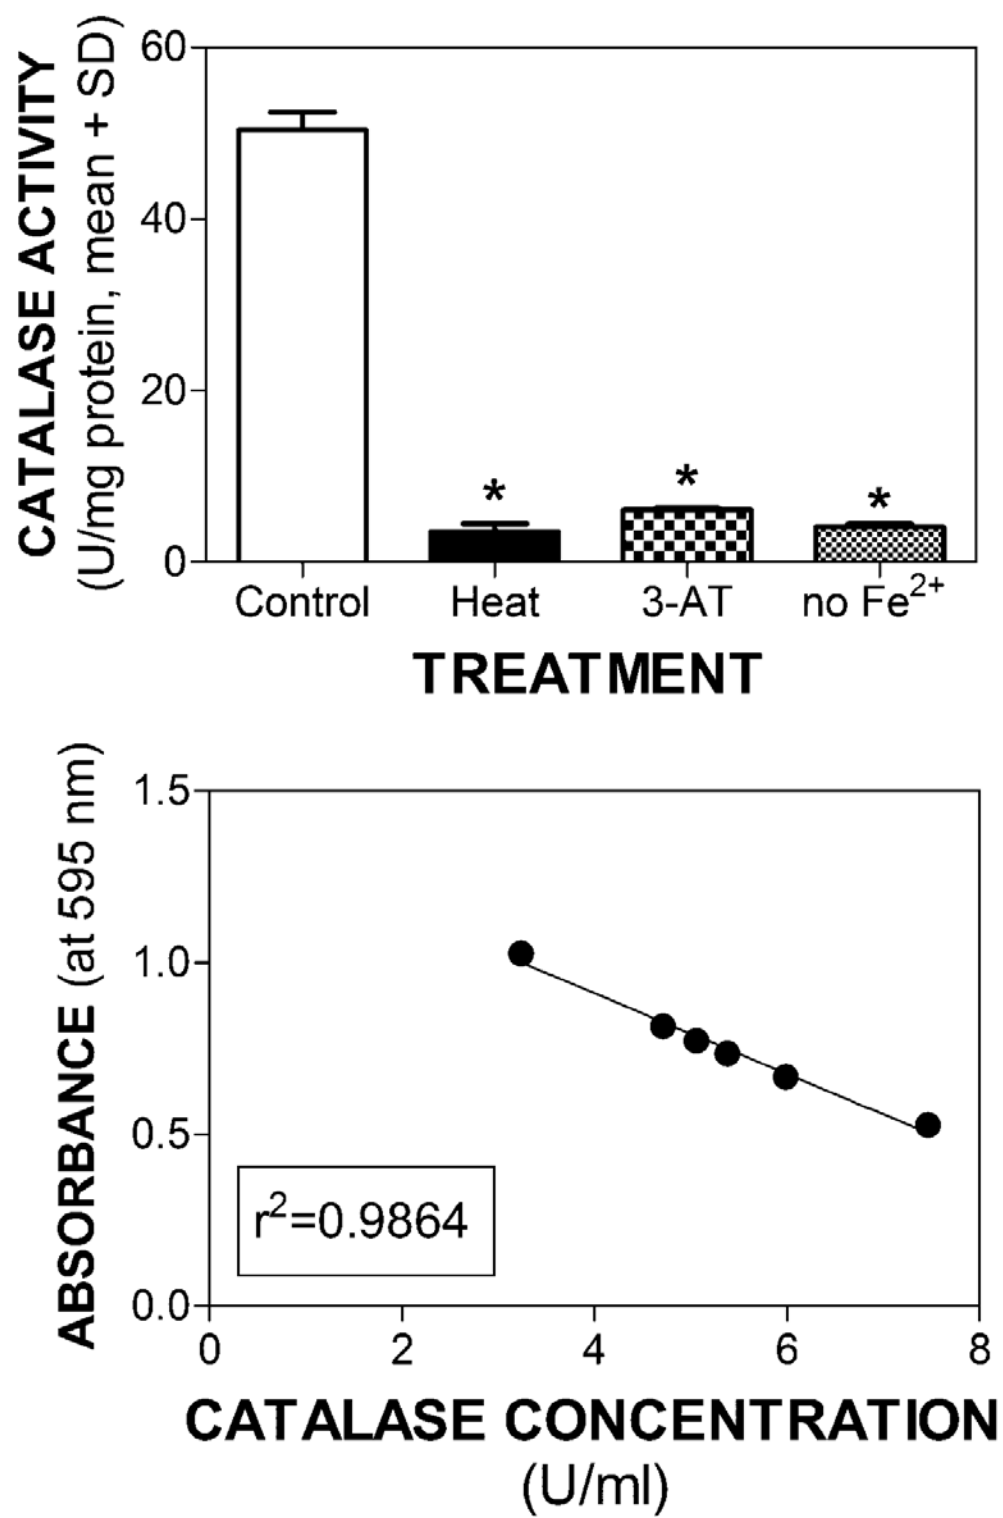 CATALASE ACTIVITY
(U/mg protein, mean + SD)
60
40
20
0
*
*
*
Control Heat 3-AT no Fe²⁺
TREATMENT
ABSORBANCE (at 595 nm)
1.5
1.0
0.5
0.0
r²=0.9864
0 2 4 6 8
CATALASE CONCENTRATION
(U/ml)